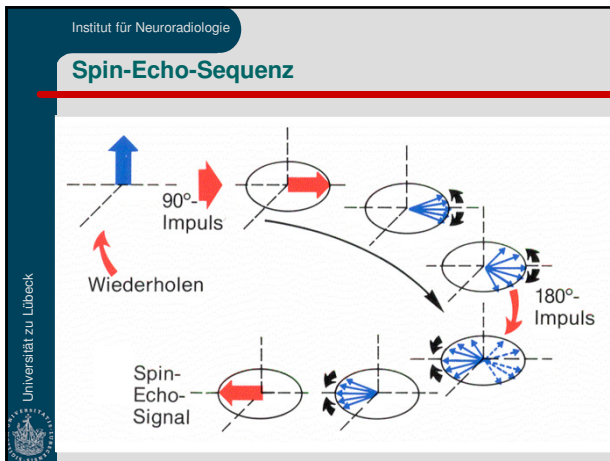 Institut für Neuroradiologie
Spin-Echo-Sequenz
90°-
Impuls
Wiederholen
180°-
Impuls
Spin-
Echo-
Signal
Universität zu Lübeck